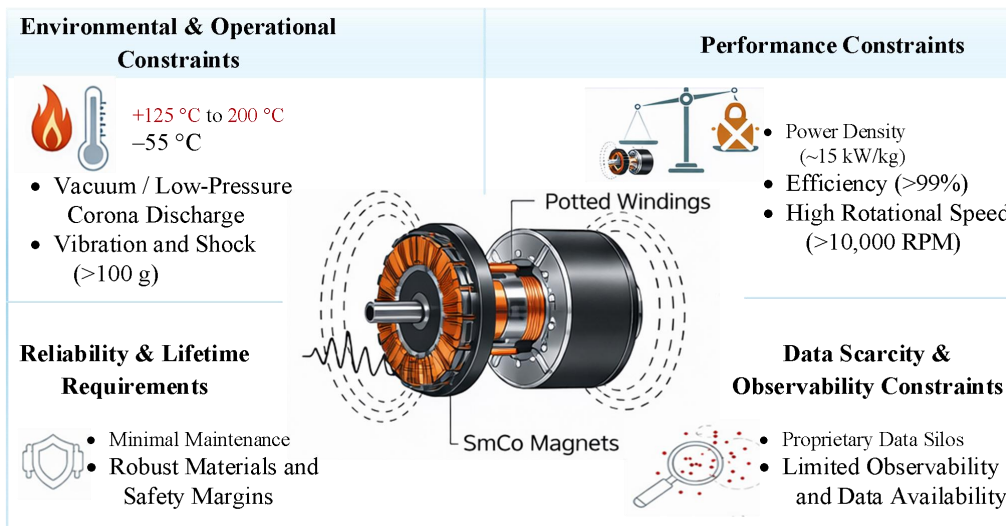 Environmental & Operational
Constraints
+125 °C to 200 °C
–55 °C
• Vacuum / Low-Pressure
Corona Discharge
• Vibration and Shock
(>100 g)
Performance Constraints
• Power Density
(~15 kW/kg)
• Efficiency (>99%)
• High Rotational Speed
(>10,000 RPM)
Potted Windings
SmCo Magnets
Reliability & Lifetime
Requirements
• Minimal Maintenance
• Robust Materials and
Safety Margins
Data Scarcity &
Observability Constraints
• Proprietary Data Silos
• Limited Observability
and Data Availability